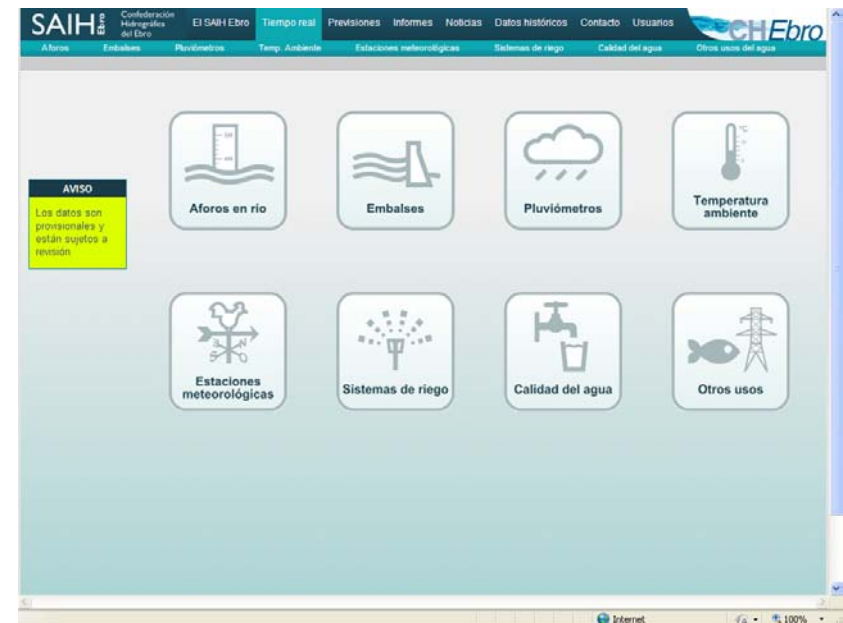 SAIH Ebro
Confederación
Hidrográfica
del Ebro
El SAIH Ebro Tiempo real Previsiones Informes Noticias Datos históricos Contacto Usuarios
CHEbro
Aforos Embalses Pluviómetros Temp. Ambiente Estaciones meteorológicas Sistemas de riego Calidad del agua Otros usos del agua
AVISO
Los datos son
provisionales y
están sujetos a
revisión
Aforos en río
Embalses
Pluviómetros
°C
Temperatura
ambiente
N
S
Estaciones
meteorológicas
Sistemas de riego
Calidad del agua
Otros usos
Internet
100%